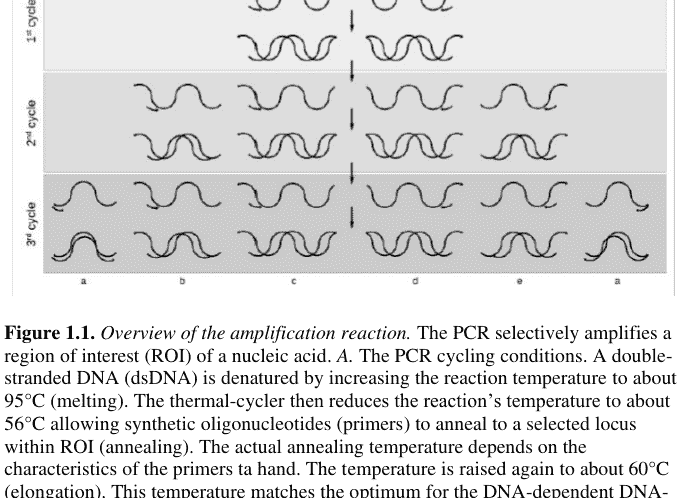 1st cycle
2nd cycle
3rd cycle
a b c d e a
Figure 1.1. Overview of the amplification reaction. The PCR selectively amplifies a
region of interest (ROI) of a nucleic acid. A. The PCR cycling conditions. A double-
stranded DNA (dsDNA) is denatured by increasing the reaction temperature to about
95°C (melting). The thermal-cycler then reduces the reaction’s temperature to about
56°C allowing synthetic oligonucleotides (primers) to anneal to a selected locus
within ROI (annealing). The actual annealing temperature depends on the
characteristics of the primers ta hand. The temperature is raised again to about 60°C
(elongation). This temperature matches the optimum for the DNA-dependent DNA-